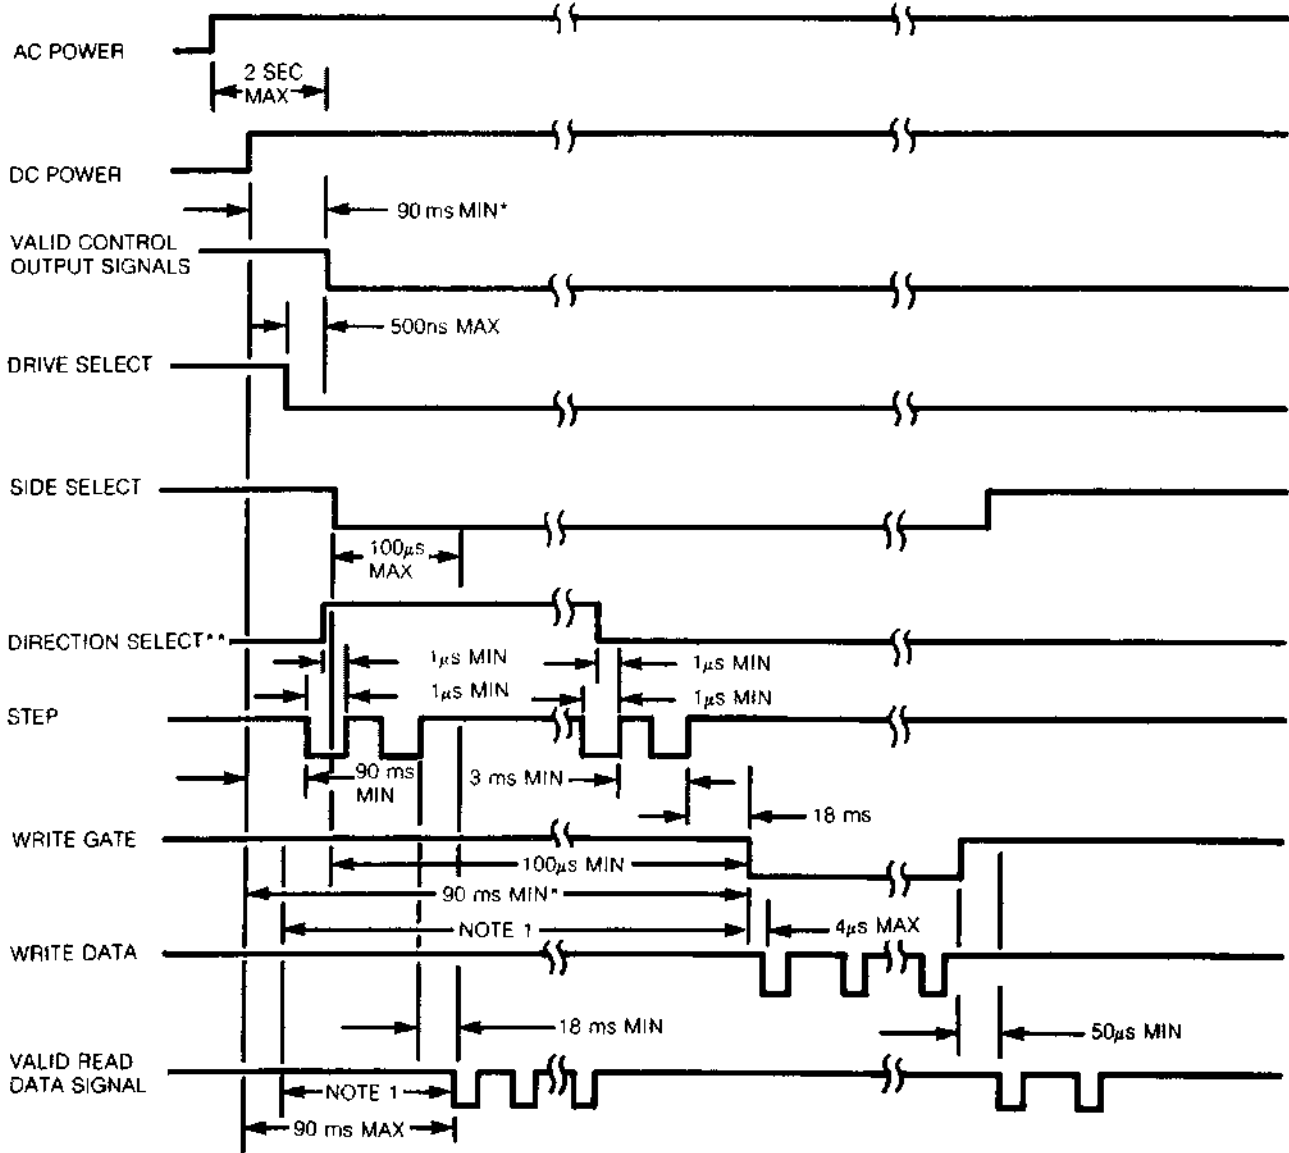 AC POWER
2 SEC
MAX
DC POWER
90 ms MIN*
VALID CONTROL
OUTPUT SIGNALS
500ns MAX
DRIVE SELECT
SIDE SELECT
100μs
MAX
DIRECTION SELECT**
1μs MIN
1μs MIN
1μs MIN
1μs MIN
STEP
90 ms
MIN
3 ms MIN
18 ms
WRITE GATE
100μs MIN
90 ms MIN*
NOTE 1
4μs MAX
WRITE DATA
18 ms MIN
50μs MIN
VALID READ
DATA SIGNAL
NOTE 1
90 ms MAX